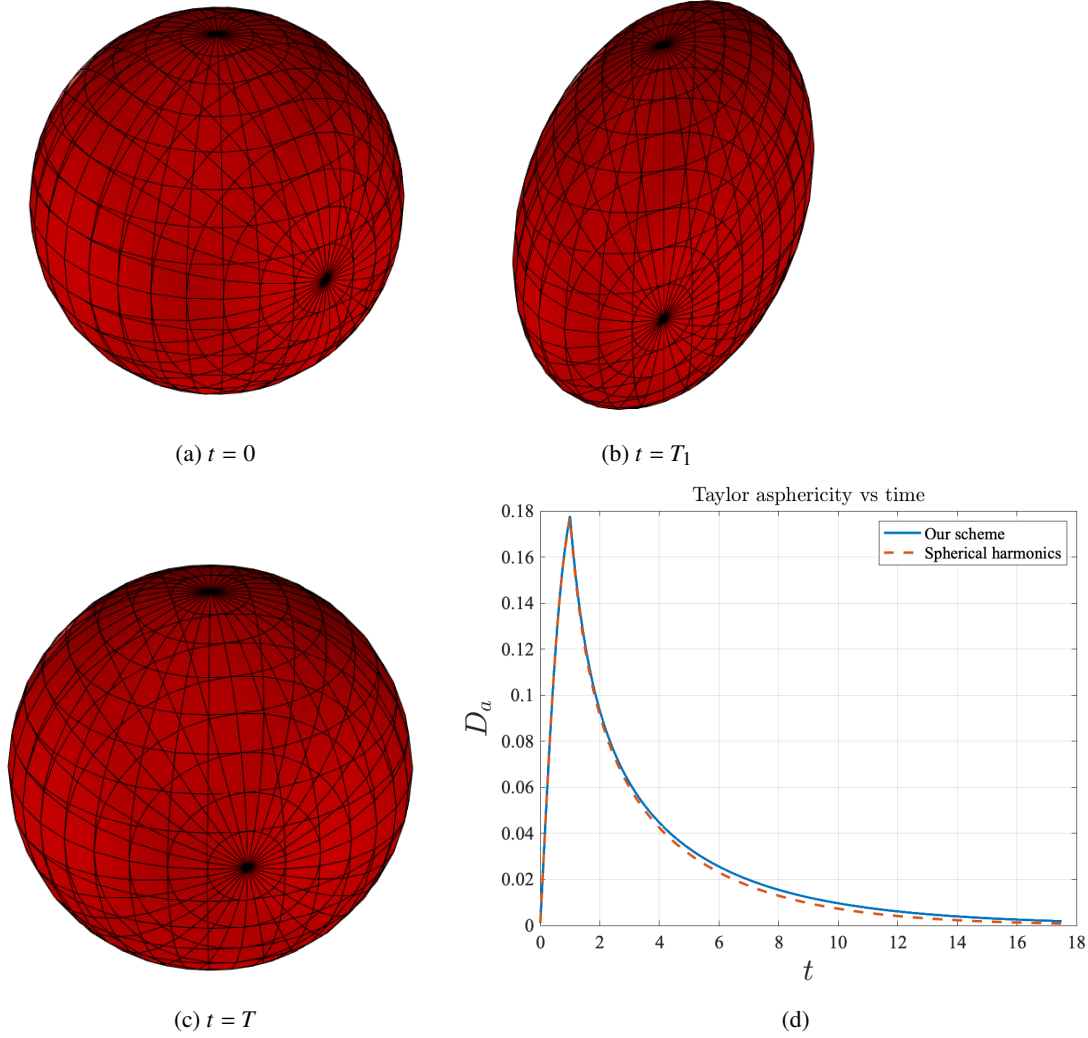 (a) t = 0
(b) t = T₁
Taylor asphericity vs time
0.18
0.16
0.14
0.12
0.1
0.08
0.06
0.04
0.02
0
Dₐ
Our scheme
Spherical harmonics
0 2 4 6 8 10 12 14 16 18
t
(c) t = T
(d)